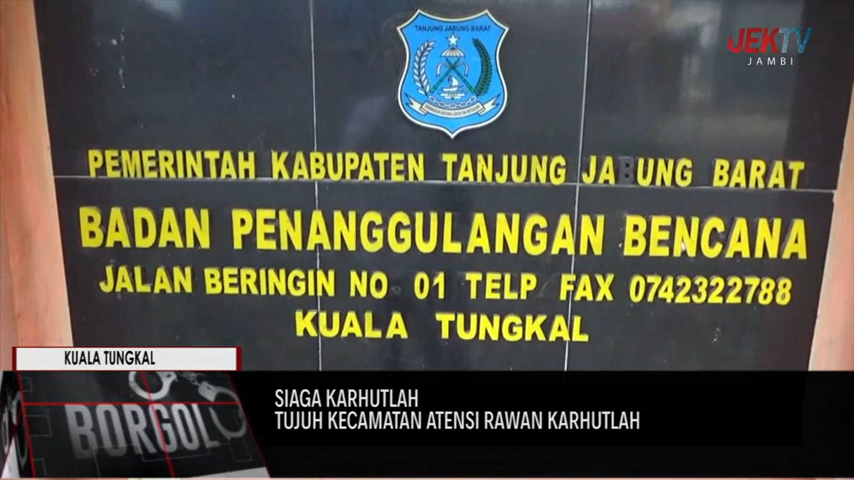 JEKTV
JAMBI
TANJUNG JABUNG BARAT
PEMERINTAH KABUPATEN TANJUNG JABUNG BARAT
BADAN PENANGGULANGAN BENCANA
JALAN BERINGIN NO 01 TELP FAX 0742322788
KUALA TUNGKAL
KUALA TUNGKAL
BORGOL
SIAGA KARHUTLAH
TUJUH KECAMATAN ATENSI RAWAN KARHUTLAH